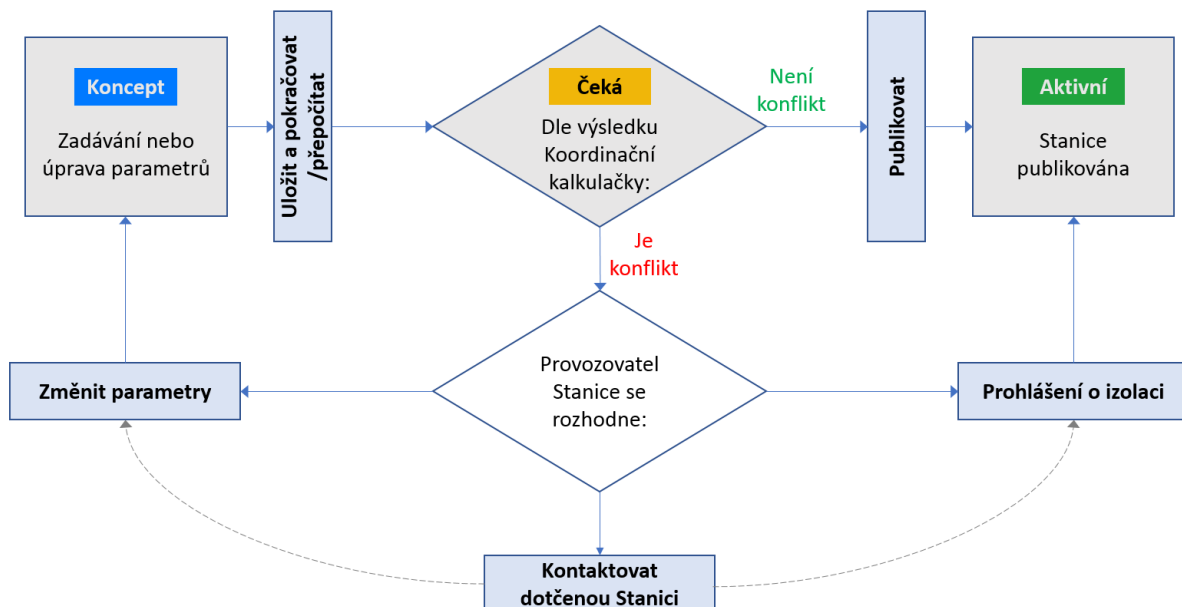 Koncept
Zadávání nebo
úprava parametrů
Uložit a pokračovat
/přepočítat
Čeká
Dle výsledku
Koordinační
kalkulačky:
Není
konflikt
Publikovat
Aktivní
Stanice
publikována
Je
konflikt
Změnit parametry
Provozovatel
Stanice se
rozhodne:
Prohlášení o izolaci
Kontaktovat
dotčenou Stanici